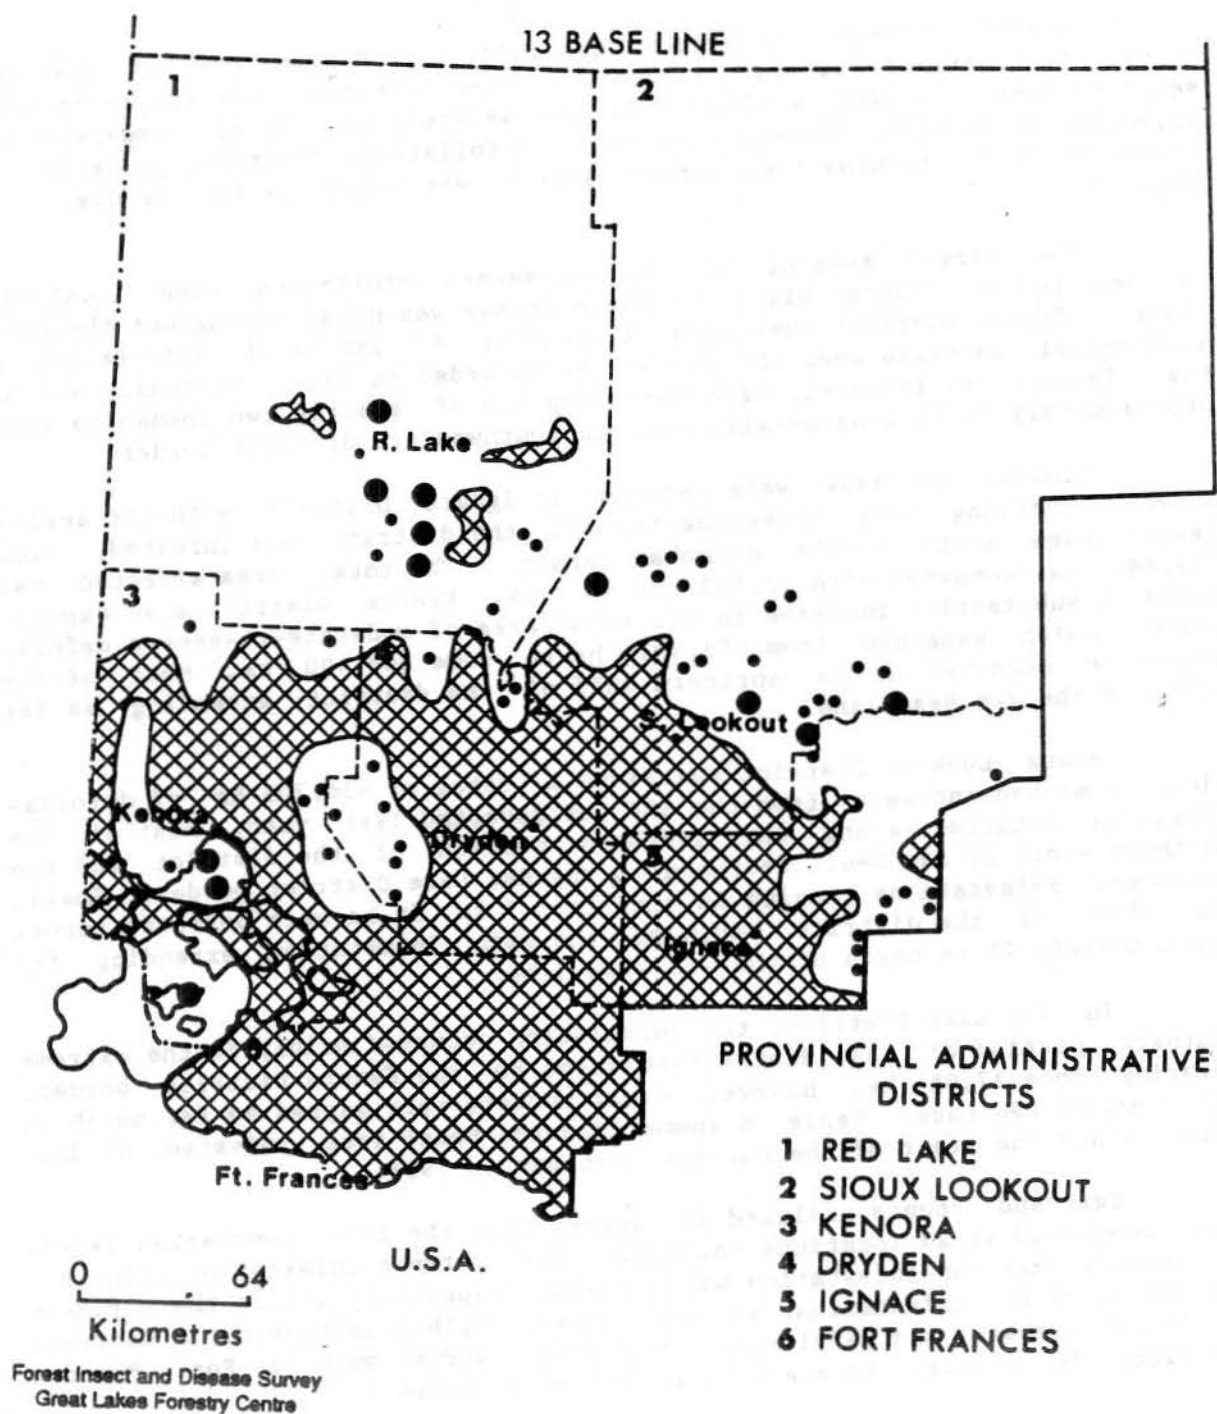 13 BASE LINE
1
2
R. Lake
3
4
S. Lookout
Kenora
Dryden
5
Ignace
6
PROVINCIAL ADMINISTRATIVE
DISTRICTS
1 RED LAKE
2 SIOUX LOOKOUT
3 KENORA
4 DRYDEN
5 IGNACE
6 FORT FRANCES
Ft. Frances
U.S.A.
0 64
Kilometres
Forest Insect and Disease Survey
Great Lakes Forestry Centre